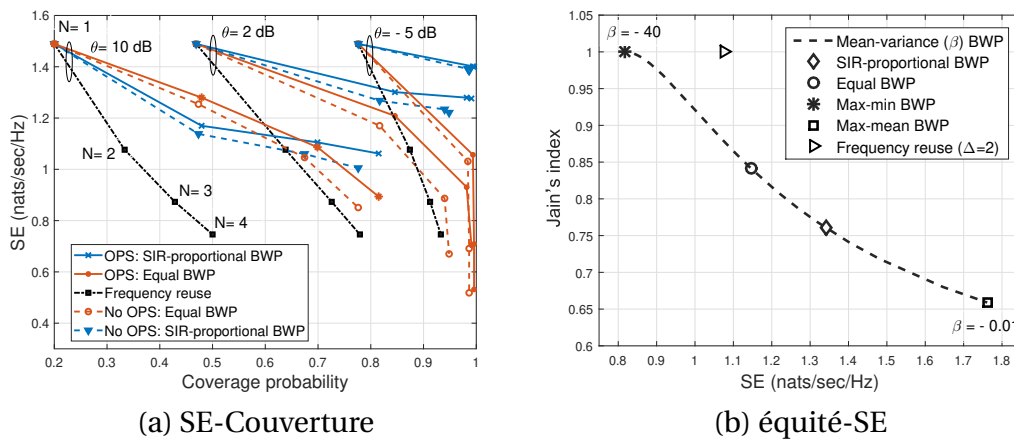 N= 1
θ= 10 dB
θ= 2 dB
θ= - 5 dB
N= 2
N= 3
N= 4
OPS: SIR-proportional BWP
OPS: Equal BWP
Frequency reuse
No OPS: Equal BWP
No OPS: SIR-proportional BWP
SE (nats/sec/Hz)
1.6
1.4
1.2
1
0.8
0.6
0.4
0.2 0.3 0.4 0.5 0.6 0.7 0.8 0.9 1
Coverage probability
(a) SE-Couverture
β = - 40
Mean-variance (β) BWP
SIR-proportional BWP
Equal BWP
Max-min BWP
Max-mean BWP
Frequency reuse (Δ=2)
β = - 0.01
Jain's index
1.05
1
0.95
0.9
0.85
0.8
0.75
0.7
0.65
0.6
0.8 0.9 1 1.1 1.2 1.3 1.4 1.5 1.6 1.7 1.8
SE (nats/sec/Hz)
(b) équité-SE